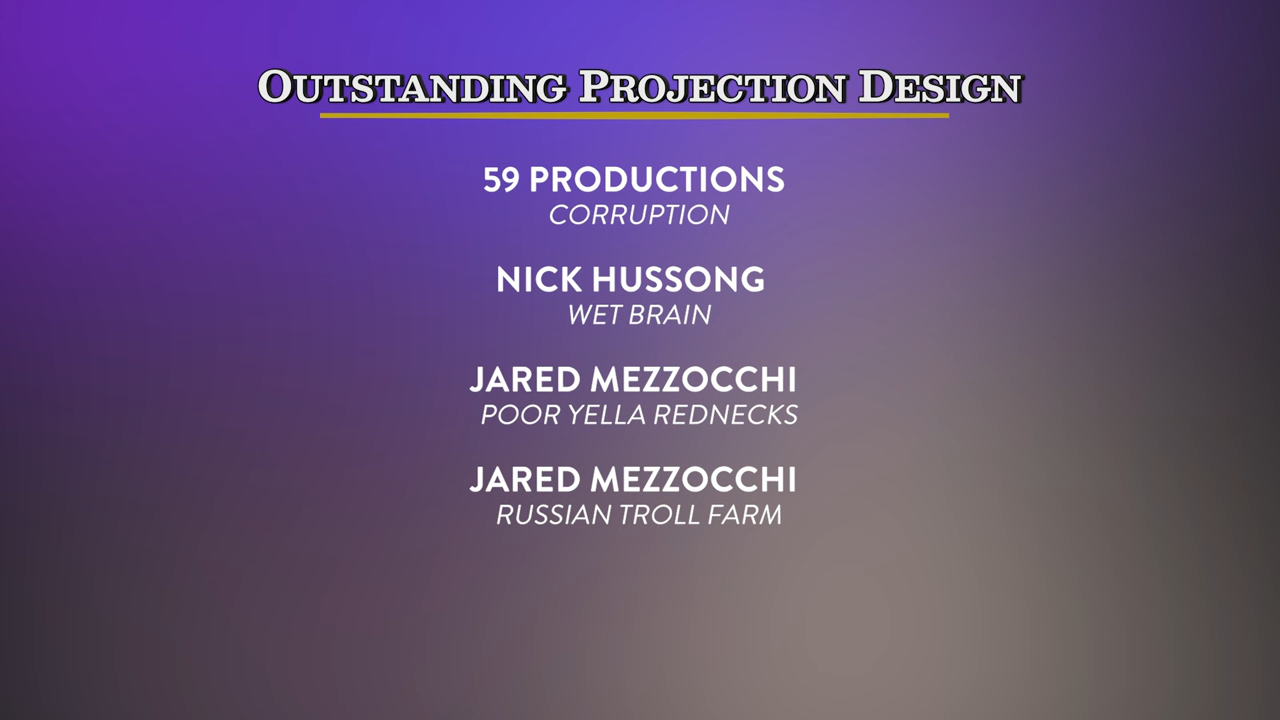 Outstanding Projection Design
59 PRODUCTIONS
CORRUPTION
NICK HUSSONG
WET BRAIN
JARED MEZZOCCHI
POOR YELLA REDNECKS
JARED MEZZOCCHI
RUSSIAN TROLL FARM